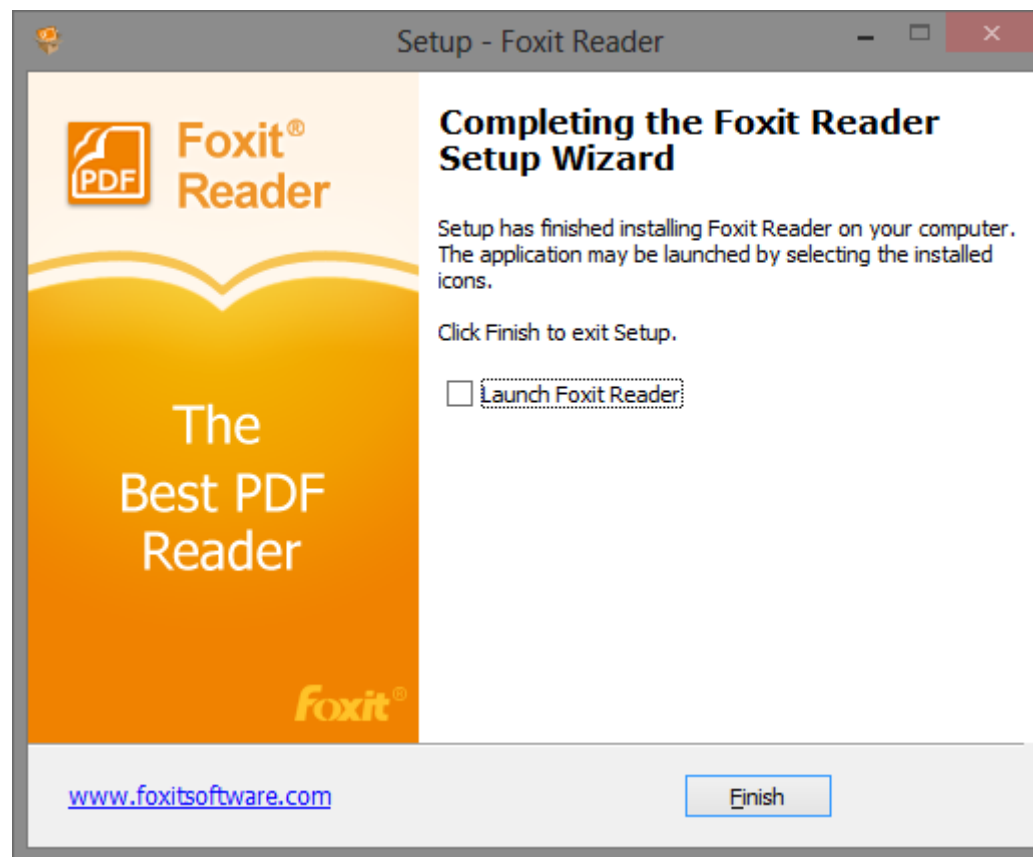 Setup - Foxit Reader
Foxit®
Reader
PDF
The
Best PDF
Reader
foxit®
Completing the Foxit Reader
Setup Wizard
Setup has finished installing Foxit Reader on your computer.
The application may be launched by selecting the installed
icons.
Click Finish to exit Setup.
Launch Foxit Reader
www.foxitsoftware.com
Finish